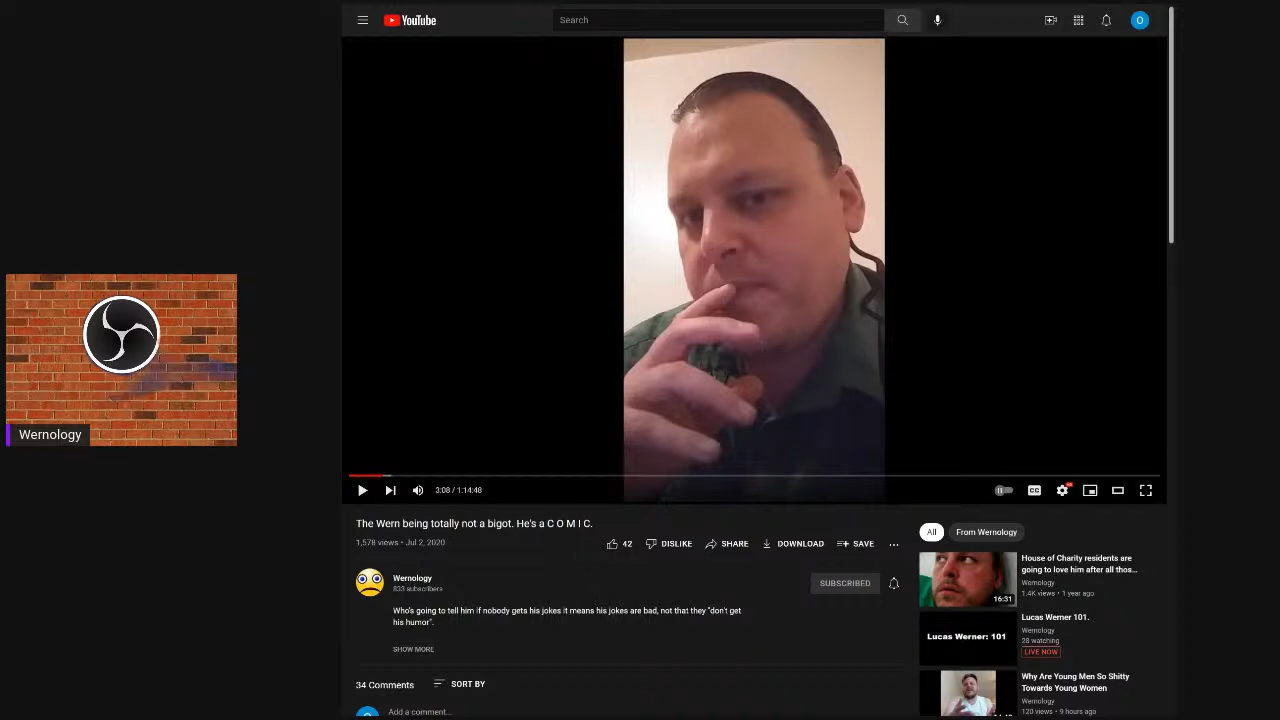 YouTube
Search
O
3:08 / 1:14:48
CC
The Wern being totally not a bigot. He's a C O M I C.
1,578 views • Jul 2, 2020
42
DISLIKE
SHARE
DOWNLOAD
SAVE
Wernology
833 subscribers
SUBSCRIBED
Who's going to tell him if nobody gets his jokes it means his jokes are bad, not that they "don't get
his humor".
SHOW MORE
34 Comments
SORT BY
Add a comment...
All
From Wernology
House of Charity residents are
going to love him after all thos...
Wernology
1.4K views • 1 year ago
16:31
Lucas Werner: 101
Lucas Werner 101.
Wernology
28 watching
LIVE NOW
Why Are Young Men So Shitty
Towards Young Women
Wernology
120 views • 9 hours ago
Wernology